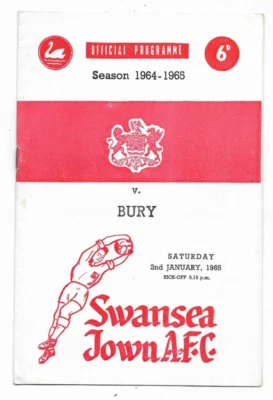 OFFICIAL PROGRAMME
6ᴰ
Season 1964-1965
v.
BURY
SATURDAY
2nd JANUARY, 1965
KICK-OFF 3.15 p.m.
Swansea
Town A.F.C.